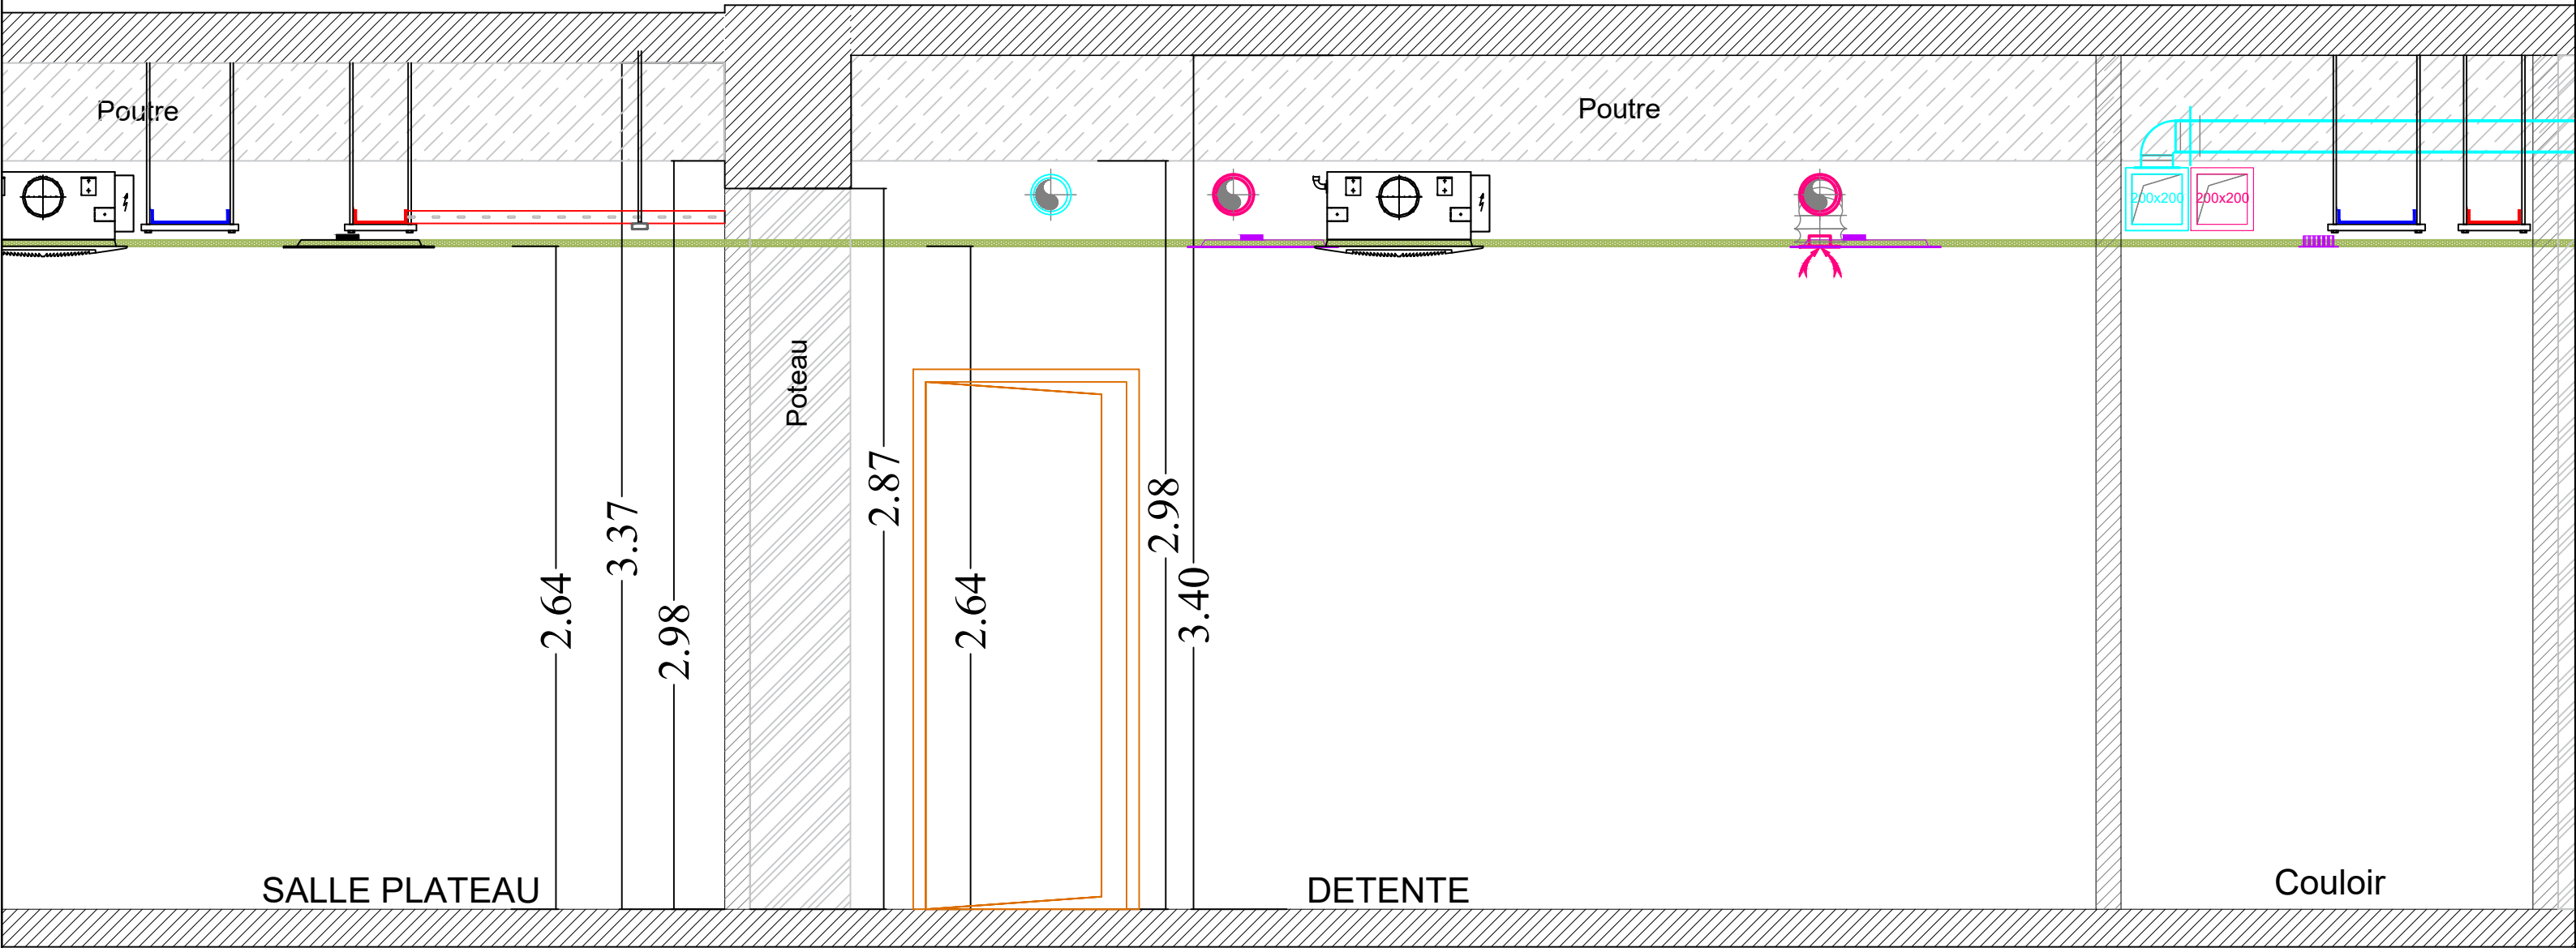 Poutre
Poutre
200x200
200x200
Poteau
2.87
2.98
3.37
2.64
2.98
2.64
3.40
SALLE PLATEAU
DETENTE
Couloir